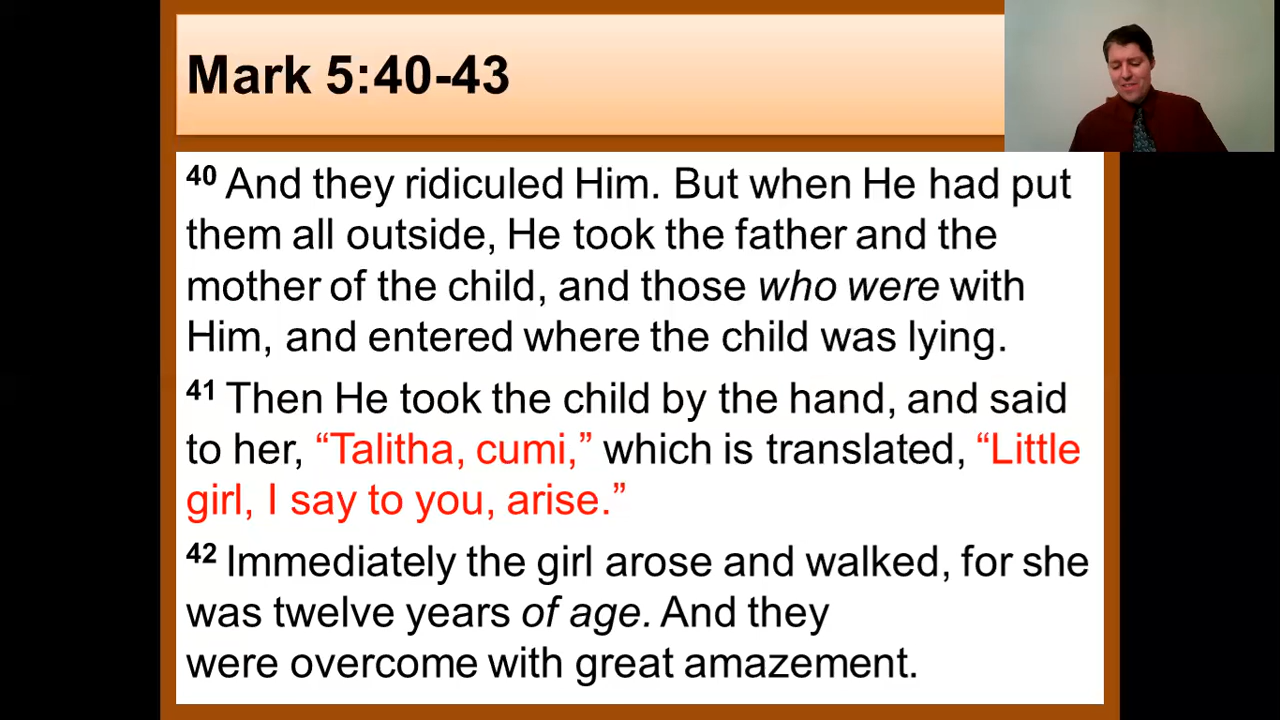 Mark 5:40-43
40 And they ridiculed Him. But when He had put
them all outside, He took the father and the
mother of the child, and those who were with
Him, and entered where the child was lying.
41 Then He took the child by the hand, and said
to her, “Talitha, cumi,” which is translated, “Little
girl, I say to you, arise.”
42 Immediately the girl arose and walked, for she
was twelve years of age. And they
were overcome with great amazement.